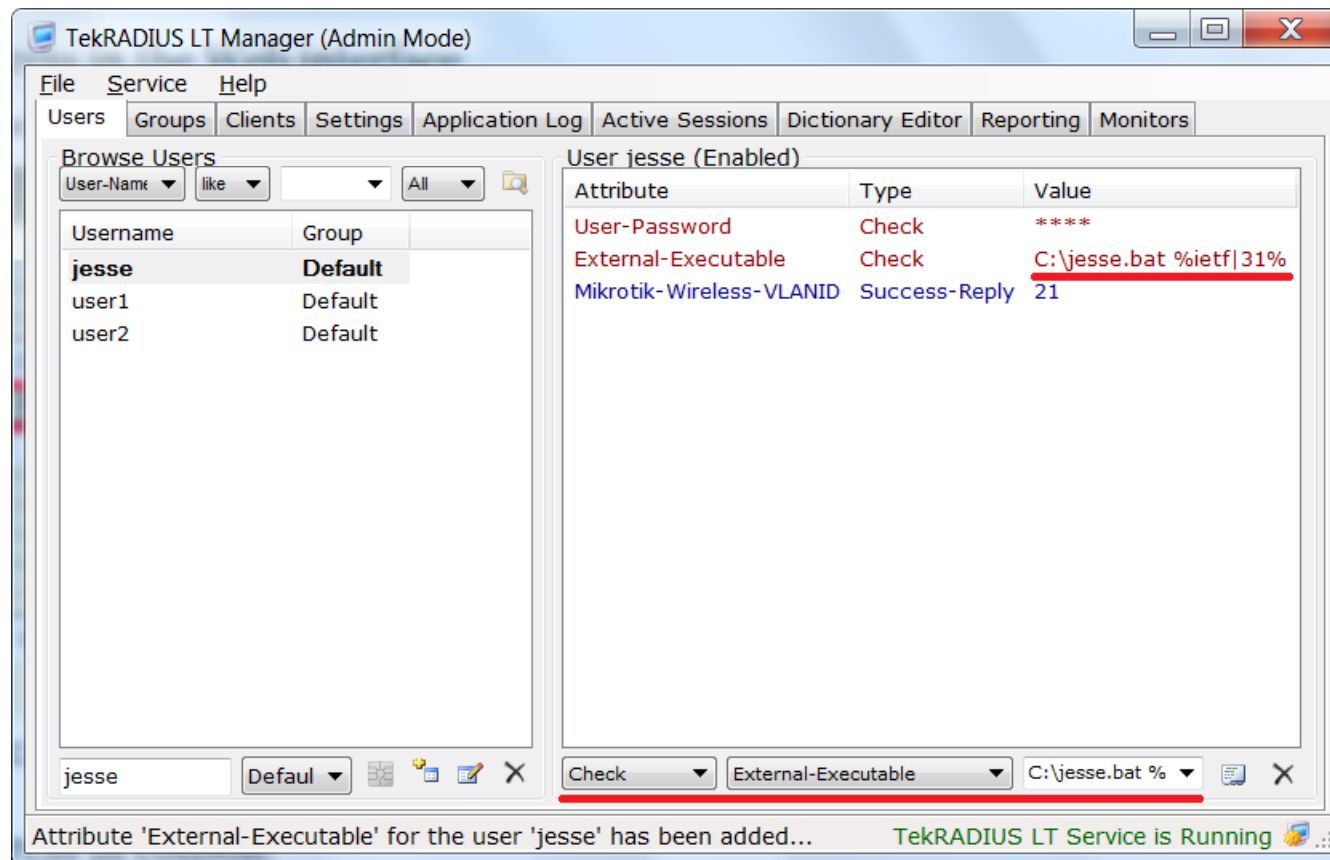 TekRADIUS LT Manager (Admin Mode)
File Service Help
Users Groups Clients Settings Application Log Active Sessions Dictionary Editor Reporting Monitors
Browse Users
User-Name like All
Username Group
jesse Default
user1 Default
user2 Default
jesse Defaul
User jesse (Enabled)
Attribute Type Value
User-Password Check ****
External-Executable Check C:\jesse.bat %ietf|31%
Mikrotik-Wireless-VLANID Success-Reply 21
Check External-Executable C:\jesse.bat %
Attribute 'External-Executable' for the user 'jesse' has been added... TekRADIUS LT Service is Running